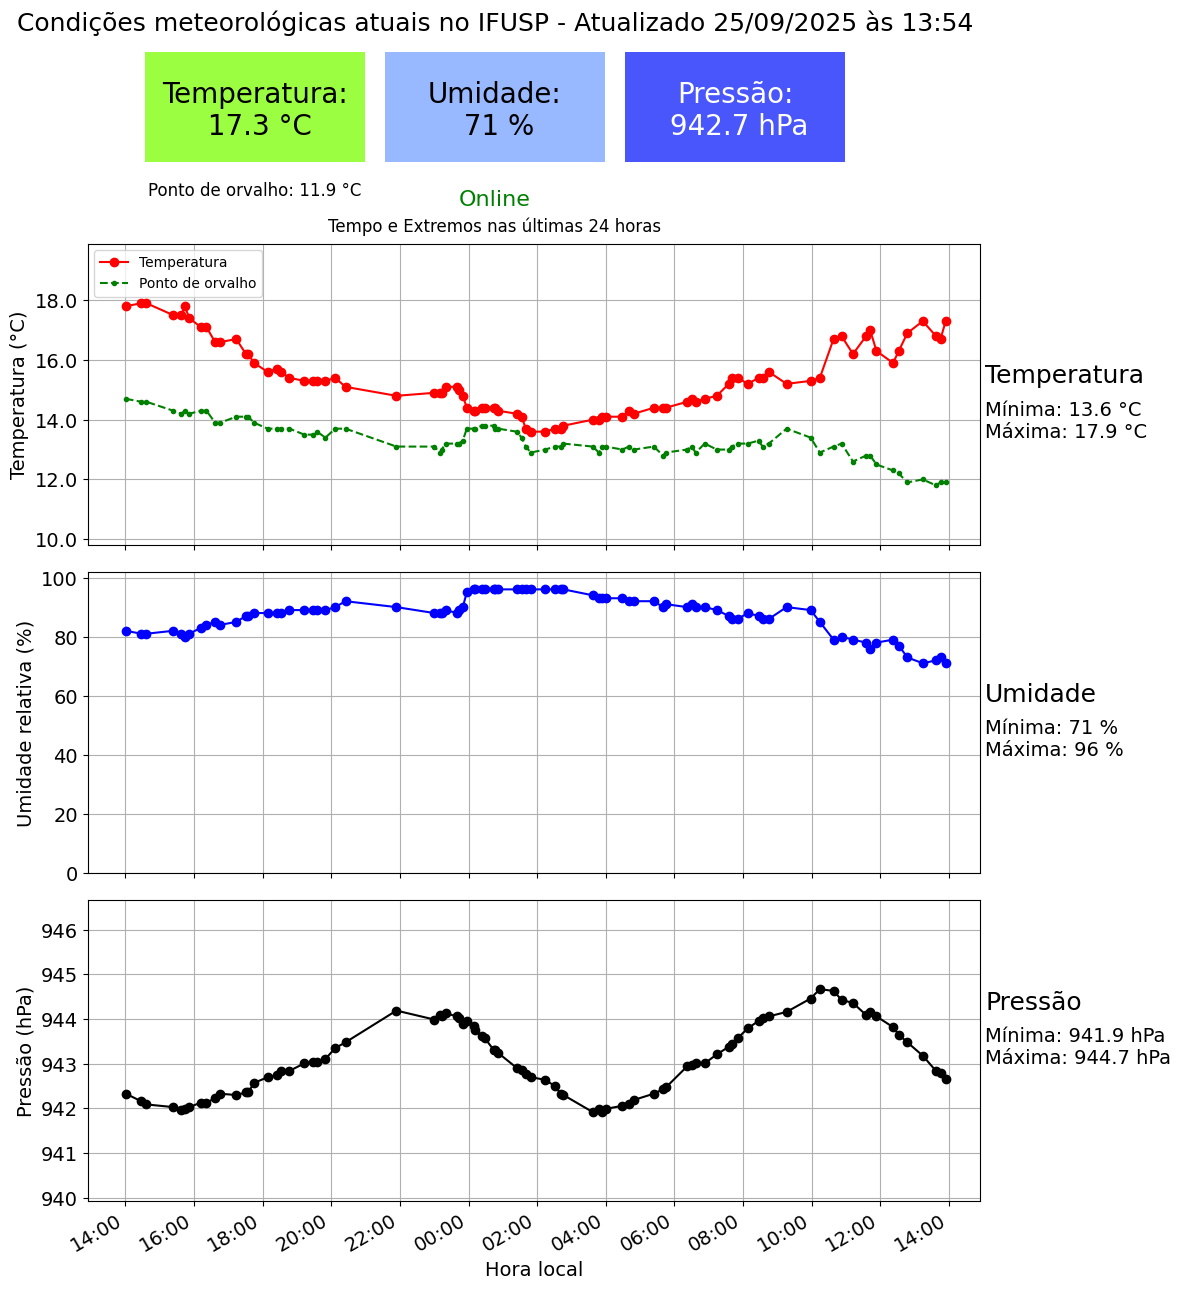 Condições meteorológicas atuais no IFUSP - Atualizado 25/09/2025 às 13:54
Temperatura:
17.3 °C
Umidade:
71 %
Pressão:
942.7 hPa
Ponto de orvalho: 11.9 °C
Online
Tempo e Extremos nas últimas 24 horas
Temperatura
Ponto de orvalho
Temperatura (°C)
18.0
16.0
14.0
12.0
10.0
Temperatura
Mínima: 13.6 °C
Máxima: 17.9 °C
Umidade relativa (%)
100
80
60
40
20
0
Umidade
Mínima: 71 %
Máxima: 96 %
Pressão (hPa)
946
945
944
943
942
941
940
Pressão
Mínima: 941.9 hPa
Máxima: 944.7 hPa
14:00 16:00 18:00 20:00 22:00 00:00 02:00 04:00 06:00 08:00 10:00 12:00 14:00
Hora local